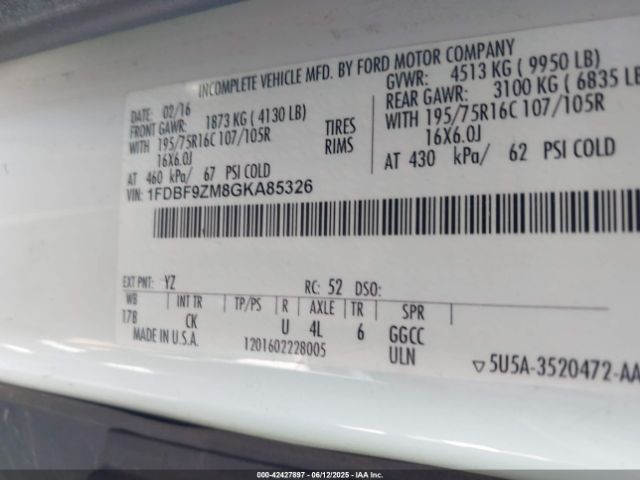 INCOMPLETE VEHICLE MFD. BY FORD MOTOR COMPANY
DATE: 02/16
GVWR: 4513 KG ( 9950 LB)
FRONT GAWR: 1873 KG ( 4130 LB)
REAR GAWR: 3100 KG ( 6835 LB
WITH 195/75R16C 107/105R TIRES
WITH 195/75R16C 107/105R
16X6.0J RIMS
16X6.0J
AT 460 kPa/ 67 PSI COLD
AT 430 kPa/ 62 PSI COLD
VIN: 1FDBF9ZM8GKA85326
EXT PNT: YZ RC: 52 DSO:
WB INT TR TP/PS R AXLE TR SPR
17B CK U 4L 6 GGCC
MADE IN U.S.A. 1201602228005 ULN
▽5U5A-3520472-AA
(42427897 - 06/12/2025 - IAA Inc.)